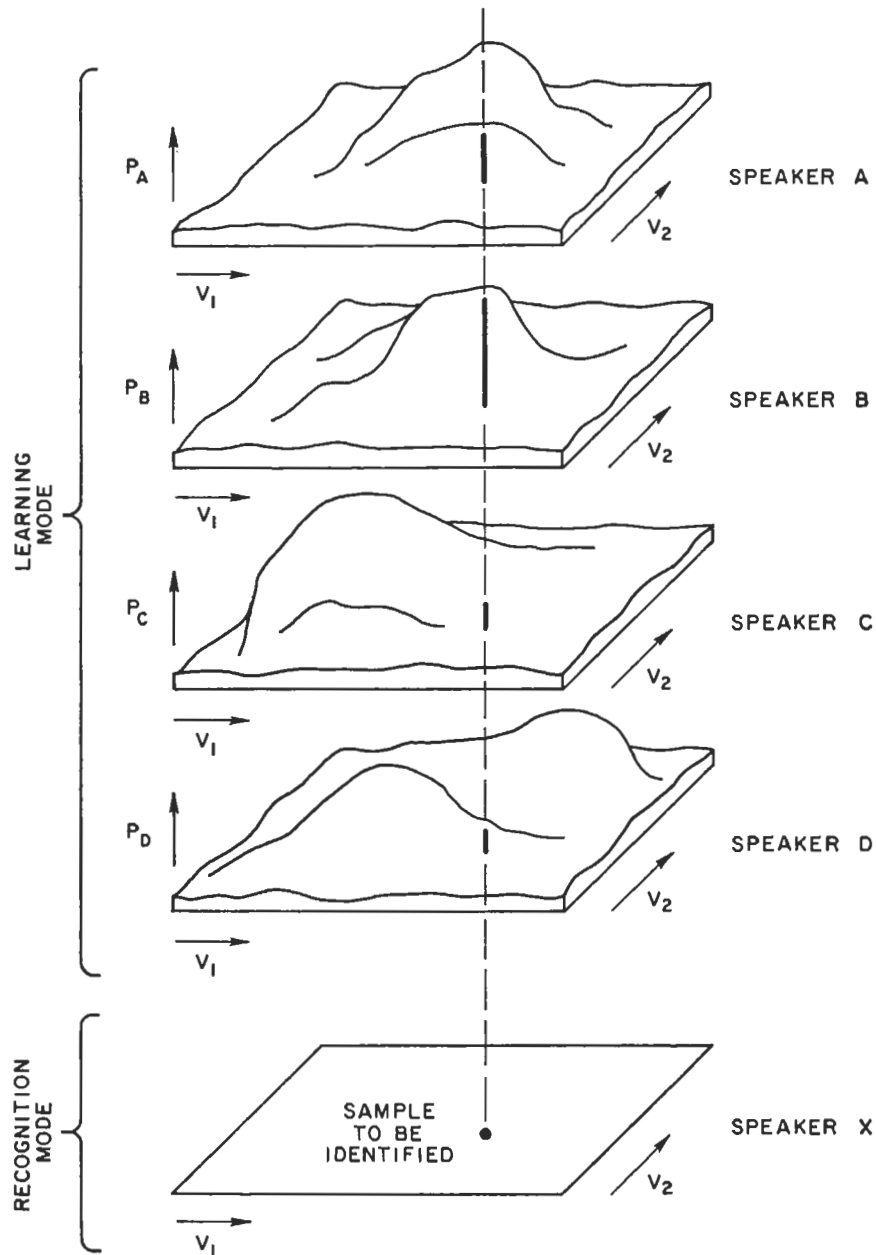 LEARNING
MODE
P_A
V_1
V_2
SPEAKER A
P_B
V_1
V_2
SPEAKER B
P_C
V_1
V_2
SPEAKER C
P_D
V_1
V_2
SPEAKER D
RECOGNITION
MODE
SAMPLE
TO BE
IDENTIFIED
V_1
V_2
SPEAKER X